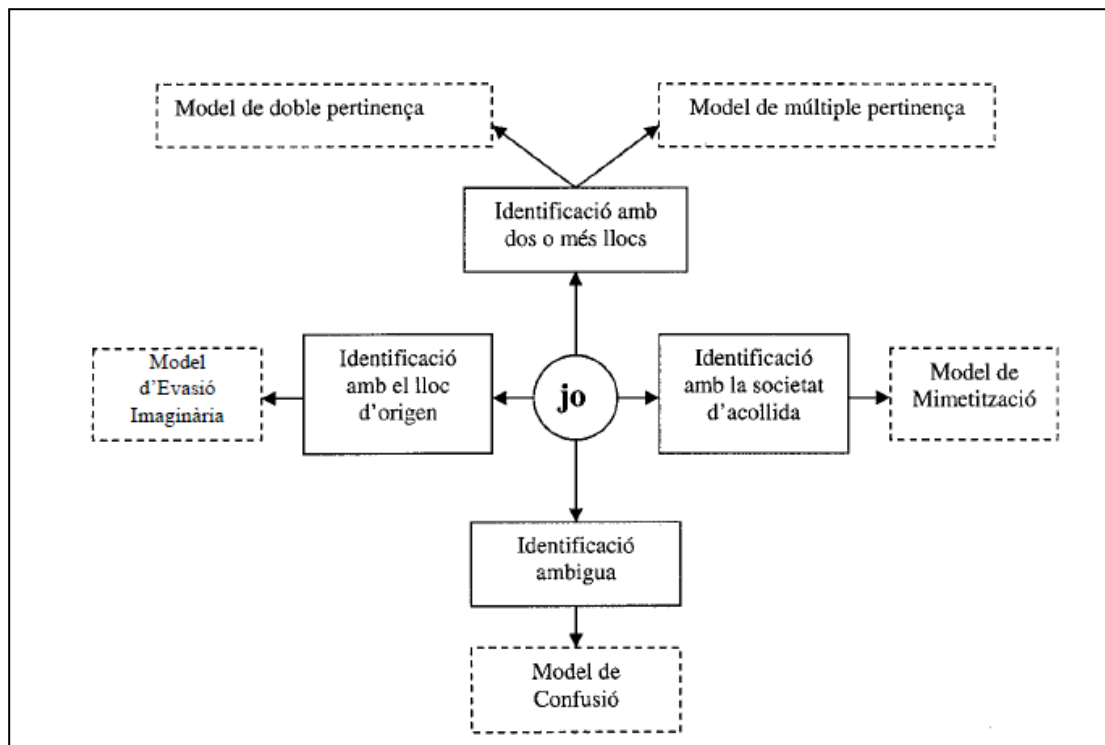 Model de doble pertinença
Model de múltiple pertinença
Identificació amb
dos o més llocs
Model
d’Evasió
Imaginària
Identificació
amb el lloc
d’origen
jo
Identificació
amb la societat
d’acollida
Model de
Mimetització
Identificació
ambigua
Model de
Confusió